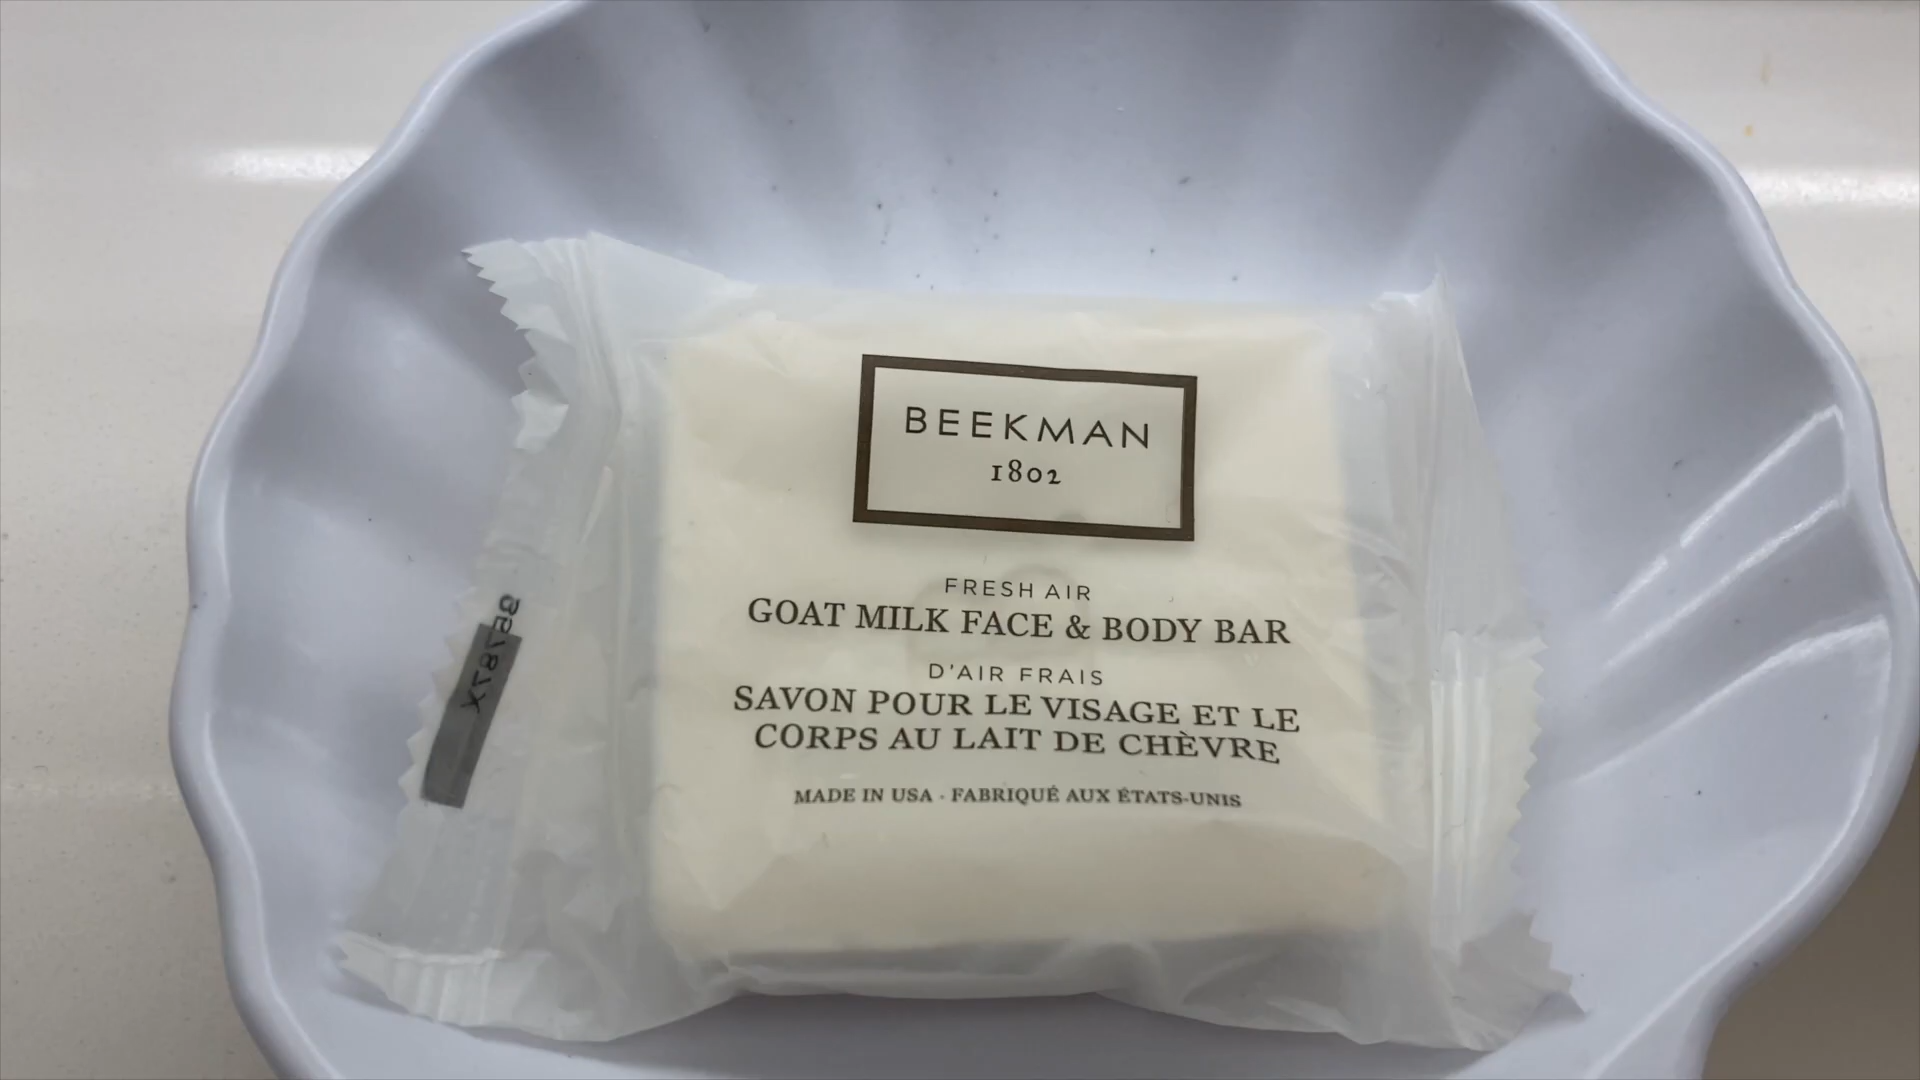 BEEKMAN
1802
FRESH AIR
GOAT MILK FACE & BODY BAR
D'AIR FRAIS
SAVON POUR LE VISAGE ET LE
CORPS AU LAIT DE CHÈVRE
MADE IN USA · FABRIQUÉ AUX ÉTATS-UNIS